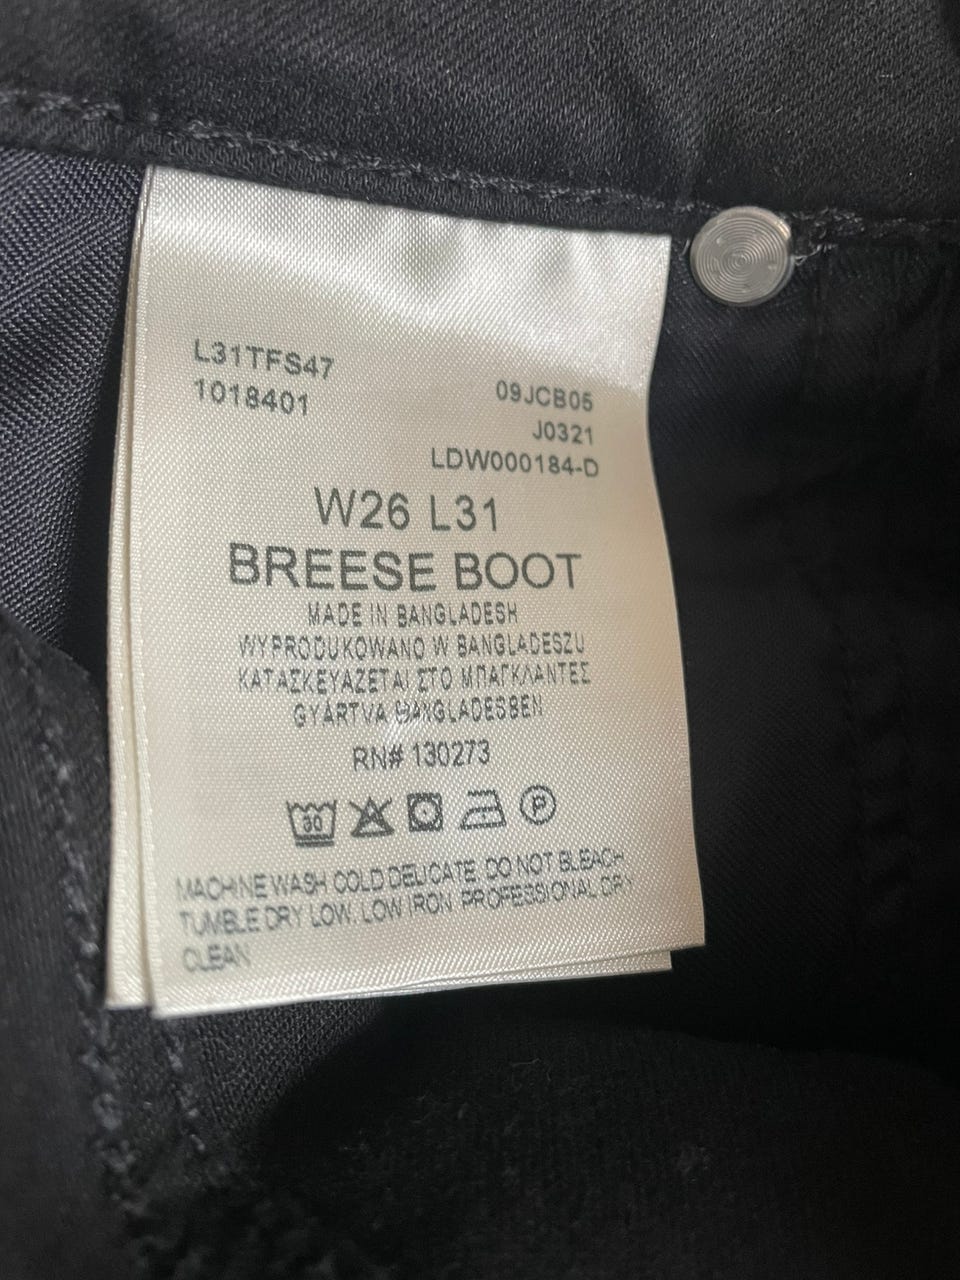 L31TFS47
1018401
09JCB05
J0321
LDW000184-D
W26 L31
BREESE BOOT
MADE IN BANGLADESH
WYPRODUKOWANO W BANGLADESZU
ΚΑΤΑΣΚΕΥΑΖΕΤΑΙ ΣΤΟ ΜΠΑΓΚΛΑΝΤΕΣ
GYÁRTVA BANGLADESBEN
RN# 130273
30 P
MACHINE WASH COLD DELICATE. DO NOT BLEACH
TUMBLE DRY LOW. LOW IRON. PROFESSIONAL DRY
CLEAN